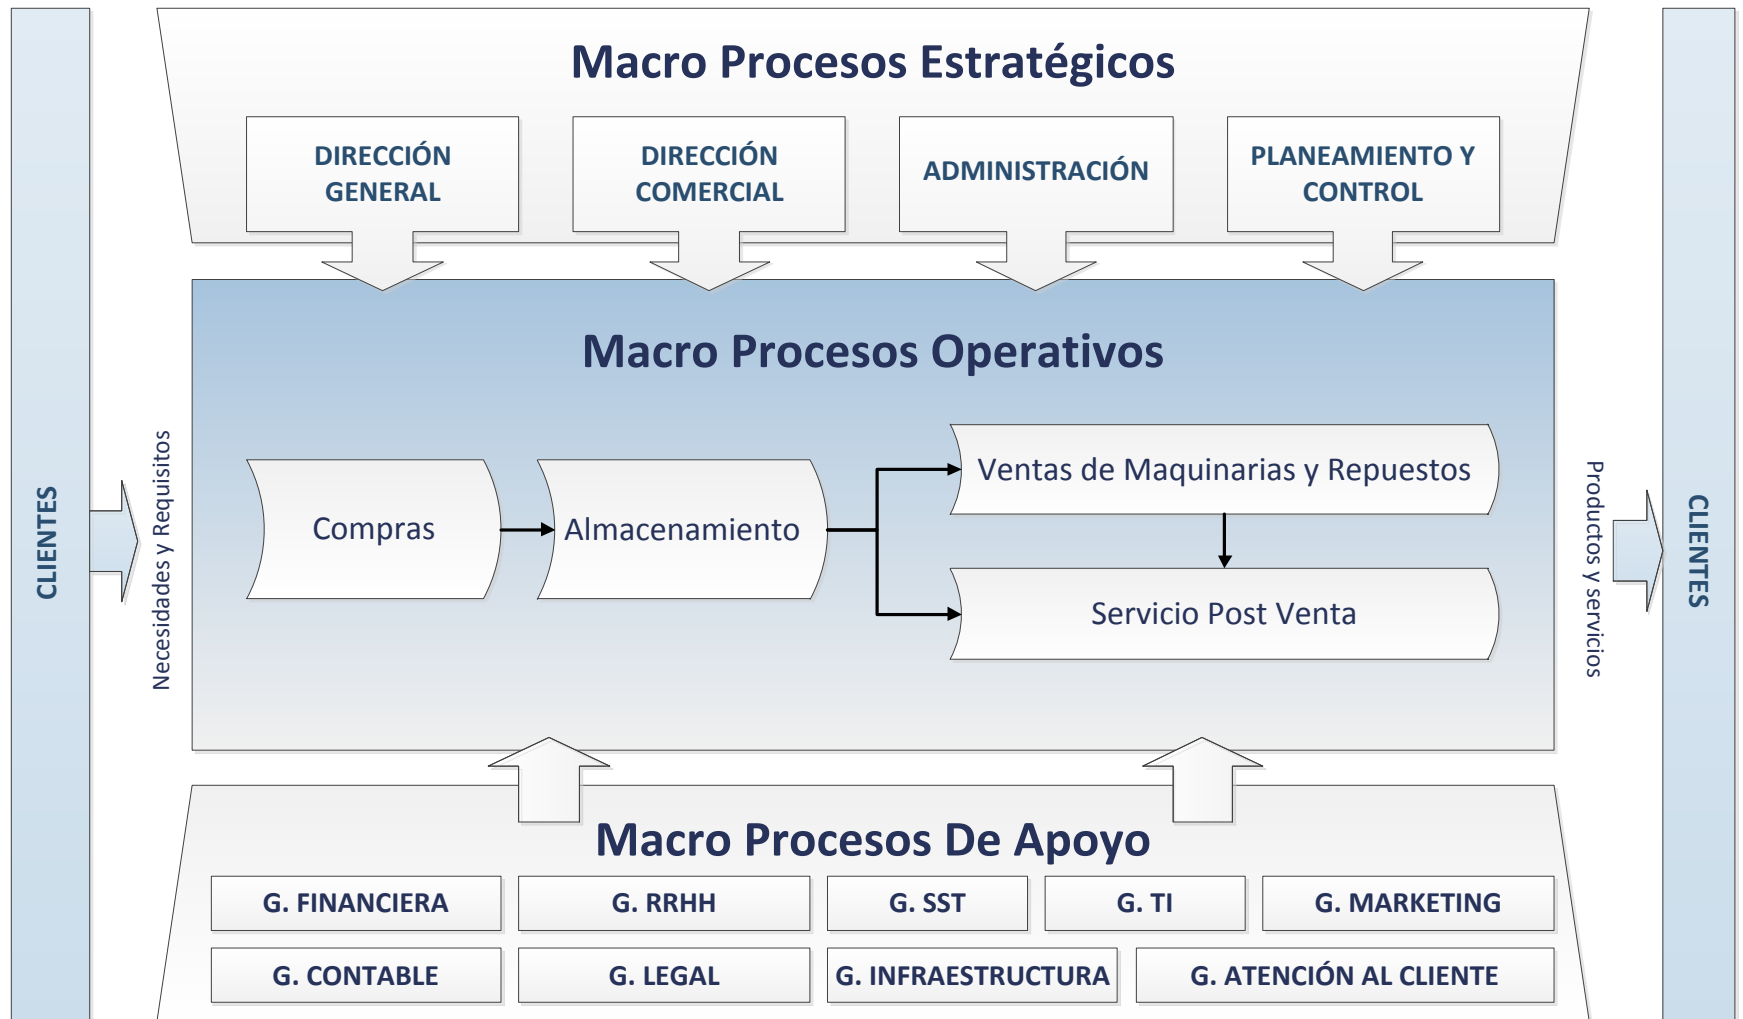 Macro Procesos Estratégicos
DIRECCIÓN
GENERAL
DIRECCIÓN
COMERCIAL
ADMINISTRACIÓN
PLANEAMIENTO Y
CONTROL
CLIENTES
Necesidades y Requisitos
Macro Procesos Operativos
Compras
Almacenamiento
Ventas de Maquinarias y Repuestos
Servicio Post Venta
Productos y servicios
CLIENTES
Macro Procesos De Apoyo
G. FINANCIERA
G. RRHH
G. SST
G. TI
G. MARKETING
G. CONTABLE
G. LEGAL
G. INFRAESTRUCTURA
G. ATENCIÓN AL CLIENTE